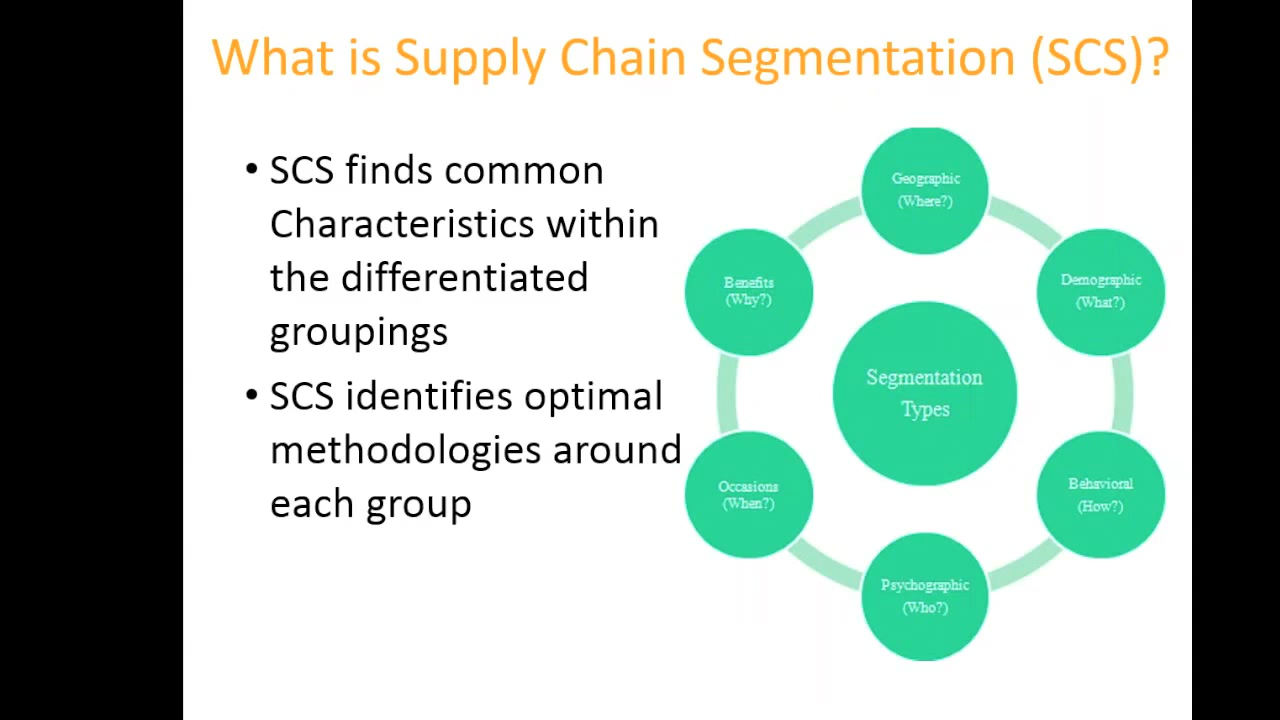 What is Supply Chain Segmentation (SCS)?
• SCS finds common
Characteristics within
the differentiated
groupings
• SCS identifies optimal
methodologies around
each group
Geographic
(Where?)
Demographic
(What?)
Behavioral
(How?)
Psychographic
(Who?)
Occasions
(When?)
Benefits
(Why?)
Segmentation
Types